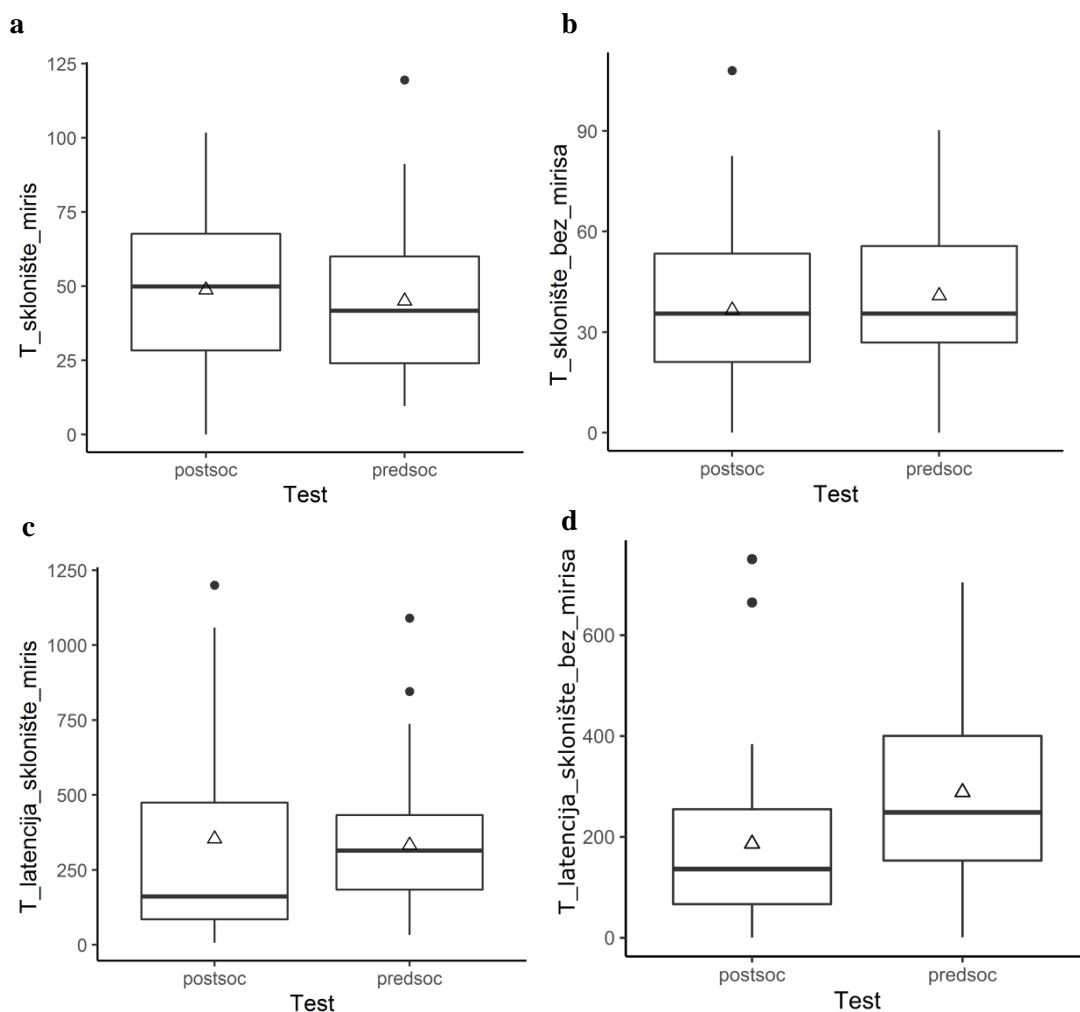 a
T_sklonište_miris
125
100
75
50
25
0
postsoc predsoc
Test
b
T_sklonište_bez_mirisa
90
60
30
0
postsoc predsoc
Test
c
T_latencija_sklonište_miris
1250
1000
750
500
250
0
postsoc predsoc
Test
d
T_latencija_sklonište_bez_mirisa
600
400
200
0
postsoc predsoc
Test